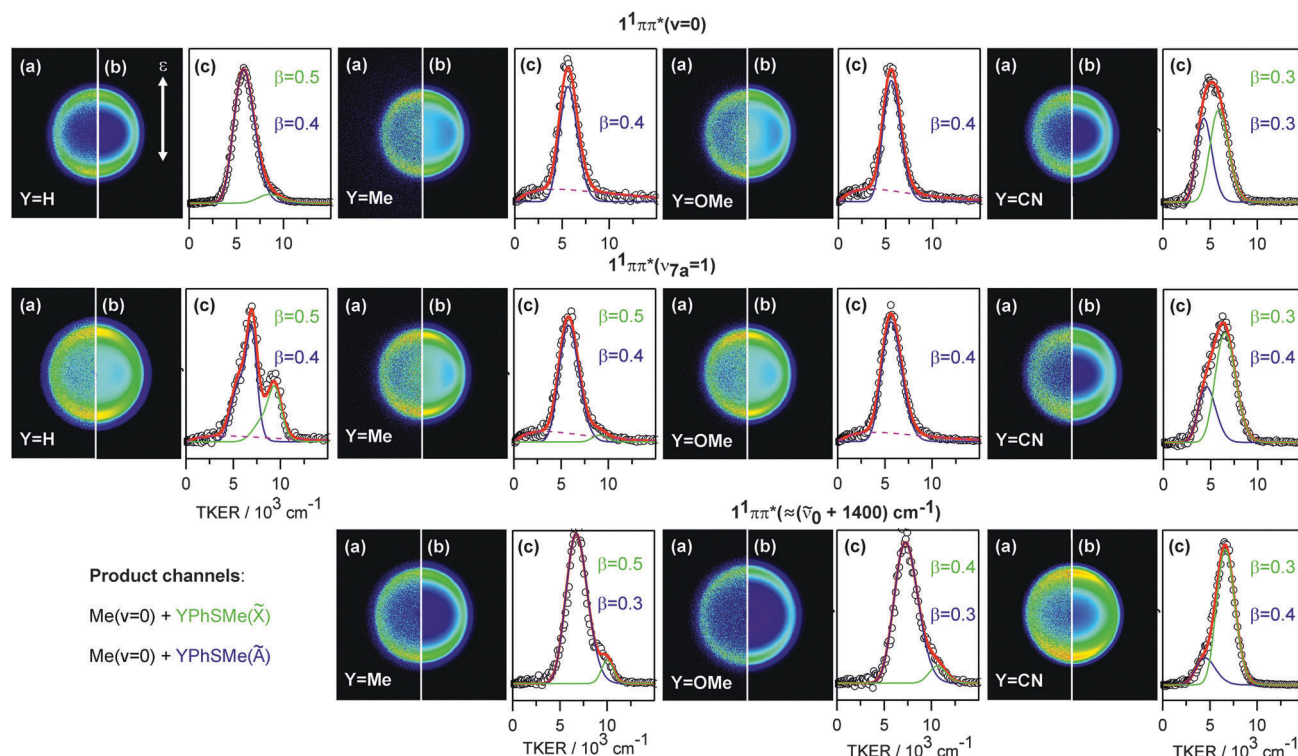 1¹ππ*(v=0)
(a) (b) ε (c) β=0.5 (a) (b) (c) (a) (b) (c) (a) (b) (c) β=0.3
β=0.4 β=0.4 β=0.4 β=0.3
Y=H Y=Me Y=OMe Y=CN
0 5 10 0 5 10 0 5 10 0 5 10
1¹ππ*(ν7a=1)
(a) (b) (c) β=0.5 (a) (b) (c) β=0.5 (a) (b) (c) (a) (b) (c) β=0.3
β=0.4 β=0.4 β=0.4 β=0.4
Y=H Y=Me Y=OMe Y=CN
0 5 10 0 5 10 0 5 10 0 5 10
TKER / 10³ cm⁻¹
1¹ππ*(≈(ν̃₀ + 1400) cm⁻¹)
(a) (b) (c) β=0.5 (a) (b) (c) β=0.4 (a) (b) (c) β=0.3
β=0.3 β=0.3 β=0.4
Product channels:
Me(v=0) + YPhSMe(X̃)
Me(v=0) + YPhSMe(Ã)
Y=Me Y=OMe Y=CN
0 5 10 0 5 10 0 5 10
TKER / 10³ cm⁻¹ TKER / 10³ cm⁻¹ TKER / 10³ cm⁻¹